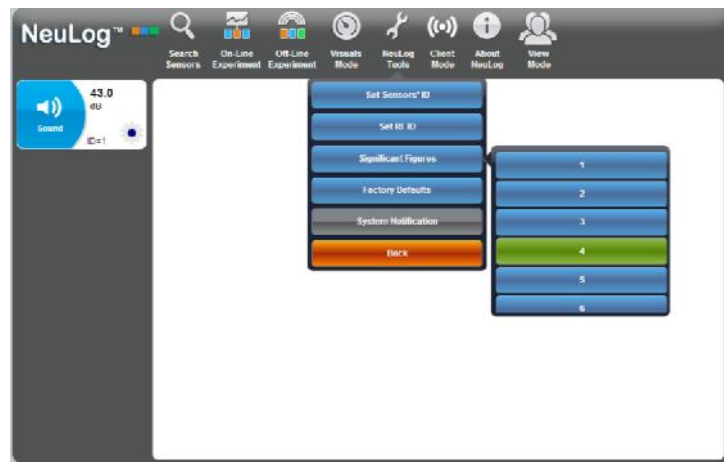 NeuLog™
Search Sensors
On-Line Experiment
Off-Line Experiment
Visuals Mode
NeuLog Tools
Client Mode
About NeuLog
View Mode
43.0
dB
Sound
ID=1
Set Sensors' ID
Set RF ID
Significant Figures
Factory Defaults
System Notification
Back
1
2
3
4
5
6